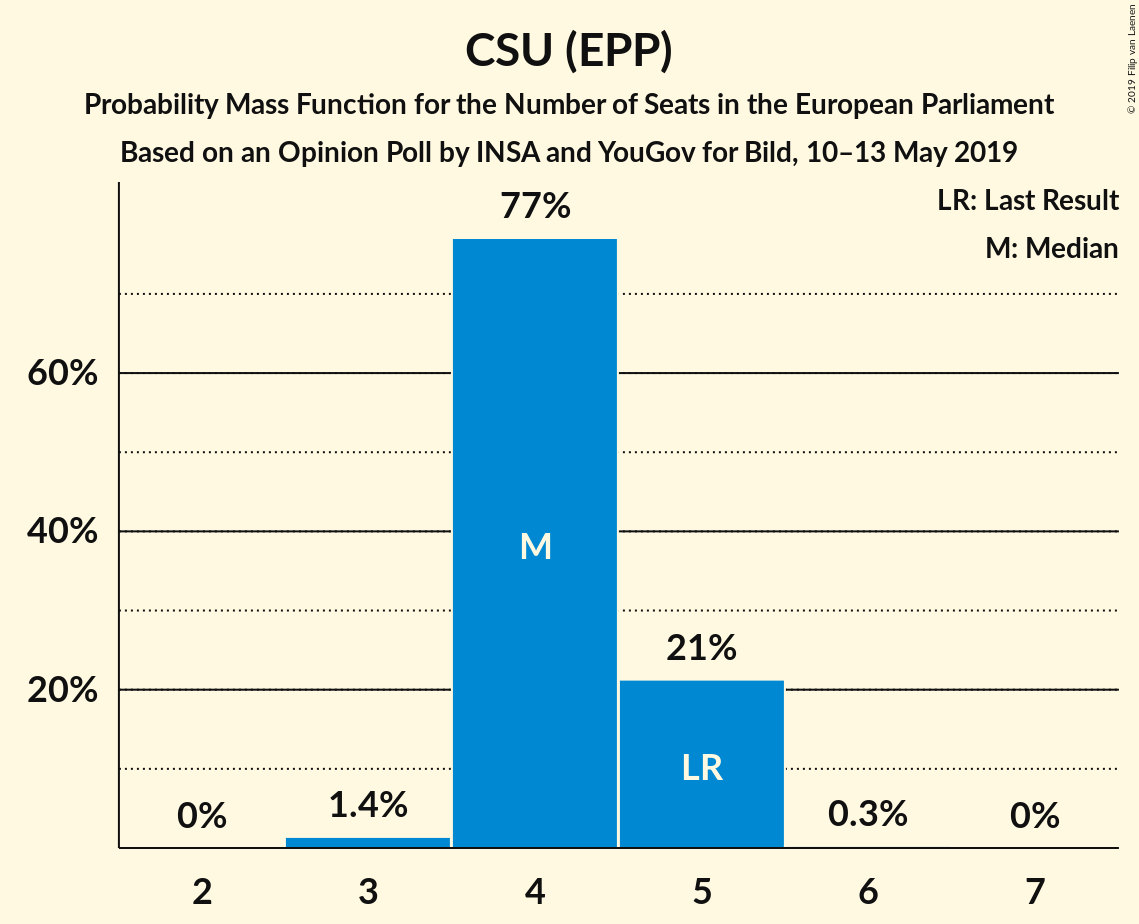 CSU (EPP)
Probability Mass Function for the Number of Seats in the European Parliament
Based on an Opinion Poll by INSA and YouGov for Bild, 10–13 May 2019
© 2019 Filip van Laenen
LR: Last Result
M: Median
77%
60%
40%
M
21%
20%
LR
0%
1.4%
0.3%
0%
2 3 4 5 6 7